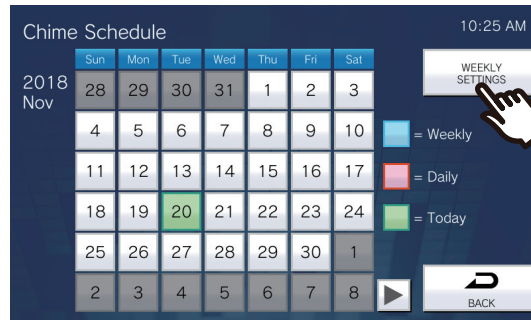 Chime Schedule
10:25 AM
Sun Mon Tue Wed Thu Fri Sat
WEEKLY
SETTINGS
2018
Nov
28 29 30 31 1 2 3
4 5 6 7 8 9 10
= Weekly
11 12 13 14 15 16 17
= Daily
18 19 20 21 22 23 24
= Today
25 26 27 28 29 30 1
2 3 4 5 6 7 8
BACK